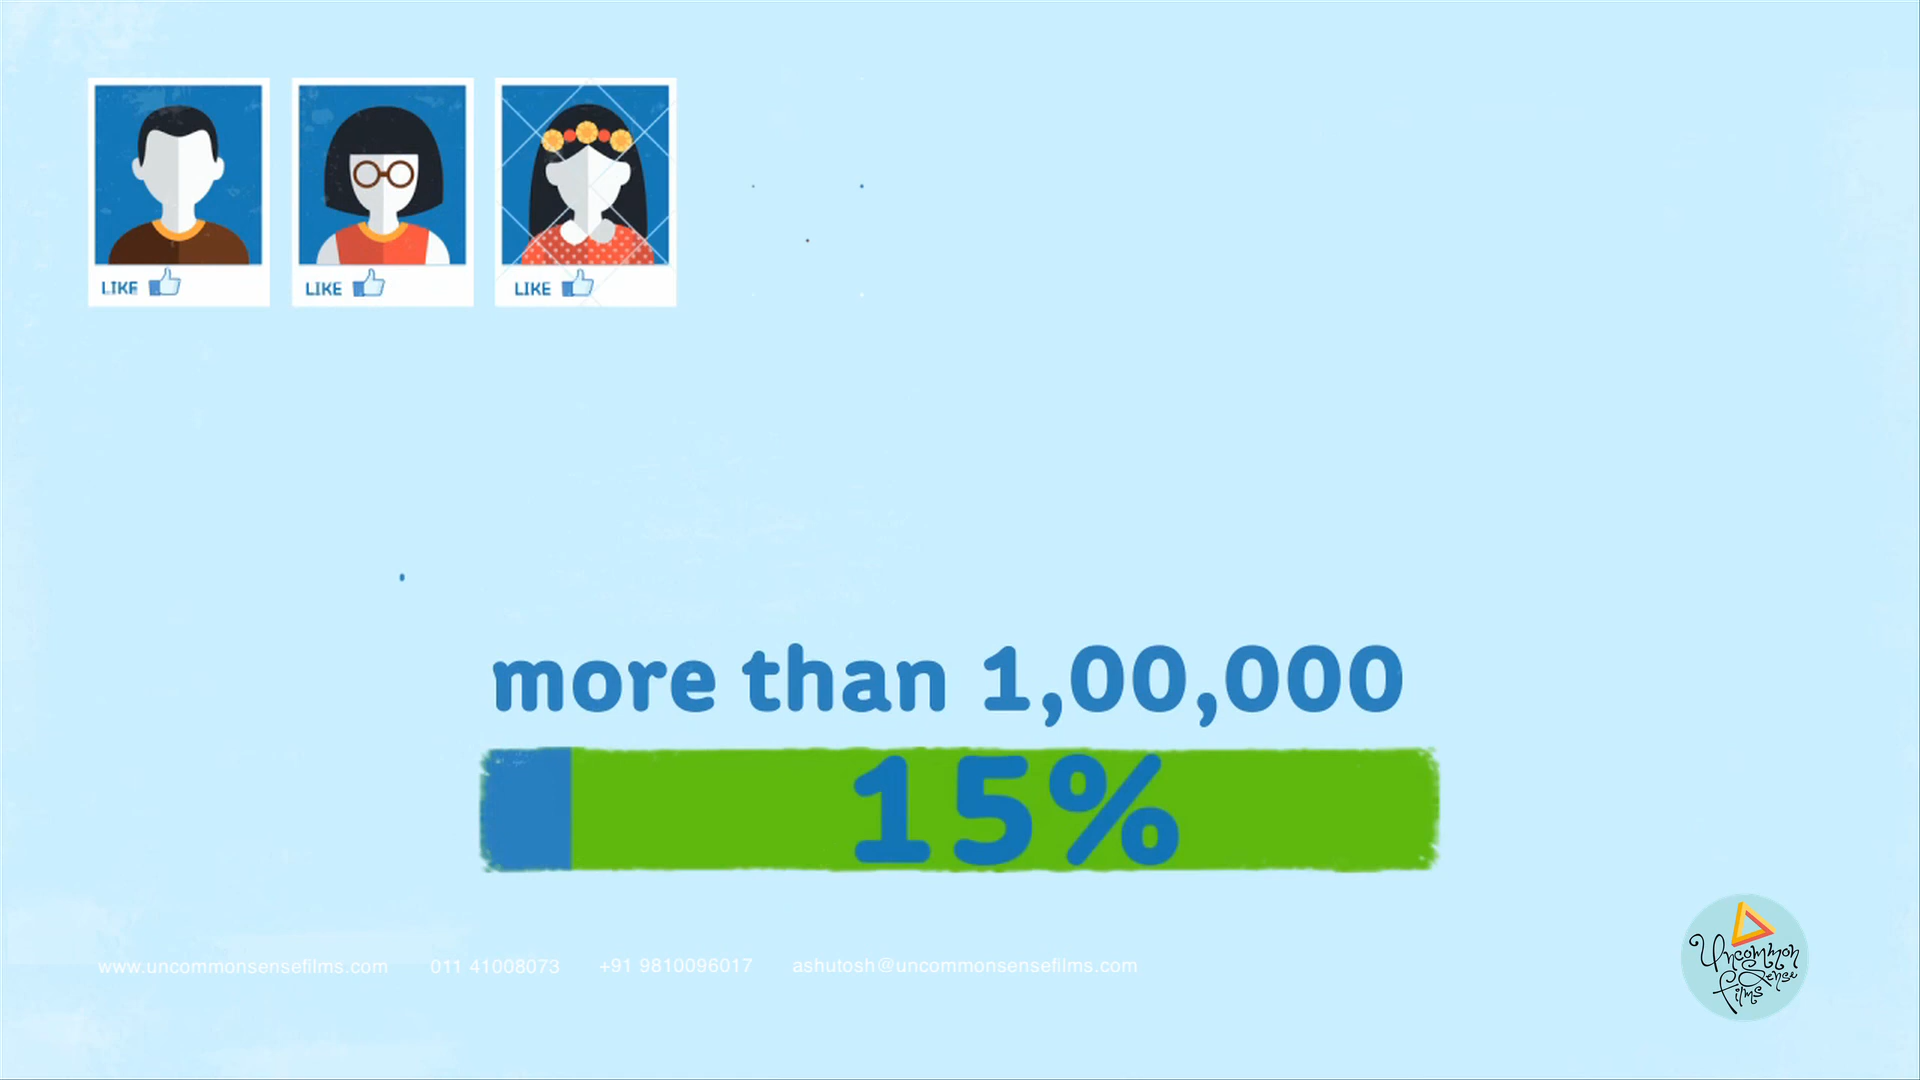 LIKE
LIKE
LIKE
more than 1,00,000
15%
www.uncommonsensefilms.com 011 41008073 +91 9810096017 ashutosh@uncommonsensefilms.com
Uncommon
Sense
films